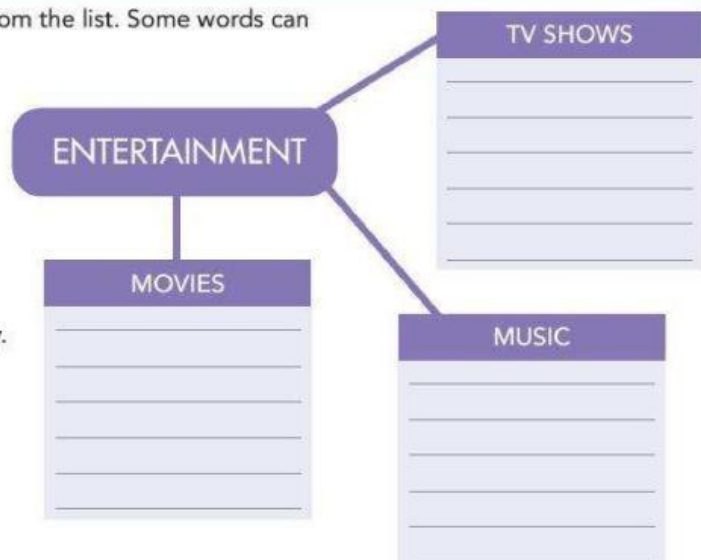 om the list. Some words can
TV SHOWS
ENTERTAINMENT
MOVIES
MUSIC